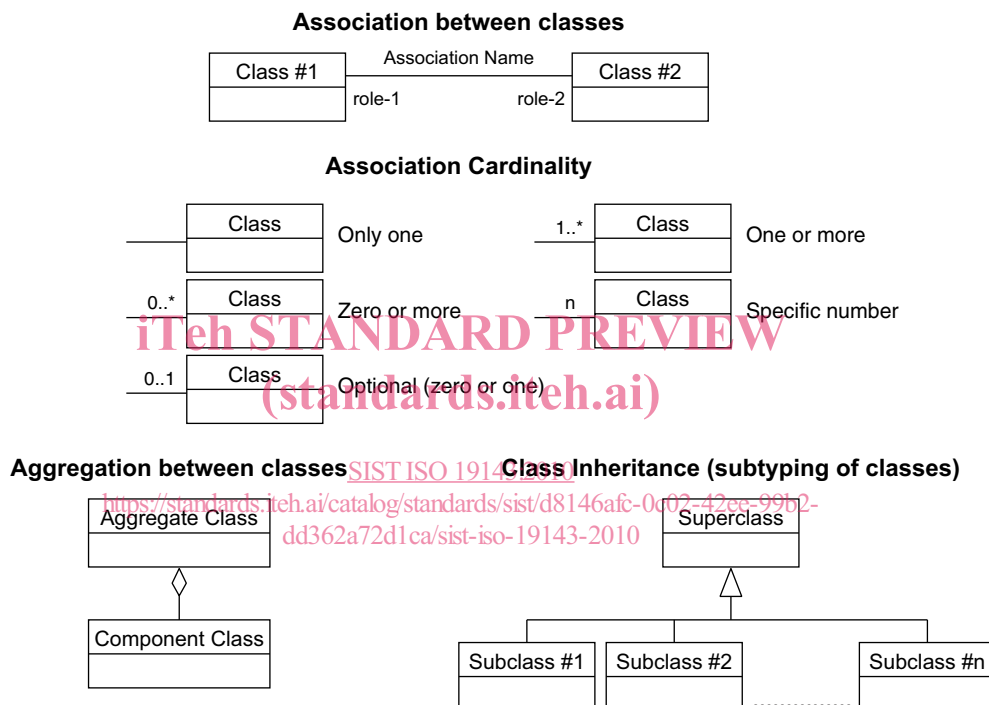 Association between classes
Class #1
Association Name
Class #2
role-1
role-2
Association Cardinality
Class
Only one
1..*
Class
One or more
0..*
Class
Zero or more
n
Class
Specific number
iTeh STANDARD PREVIEW
0..1
Class
Optional (zero or one)
(standards.iteh.ai)
Aggregation between classes
SIST ISO 19143:2010
Class Inheritance (subtyping of classes)
https://standards.iteh.ai/catalog/standards/sist/d8146afc-0c02-42ee-99b2-
dd362a72d1ca/sist-iso-19143-2010
Aggregate Class
Superclass
Component Class
Subclass #1
Subclass #2
Subclass #n